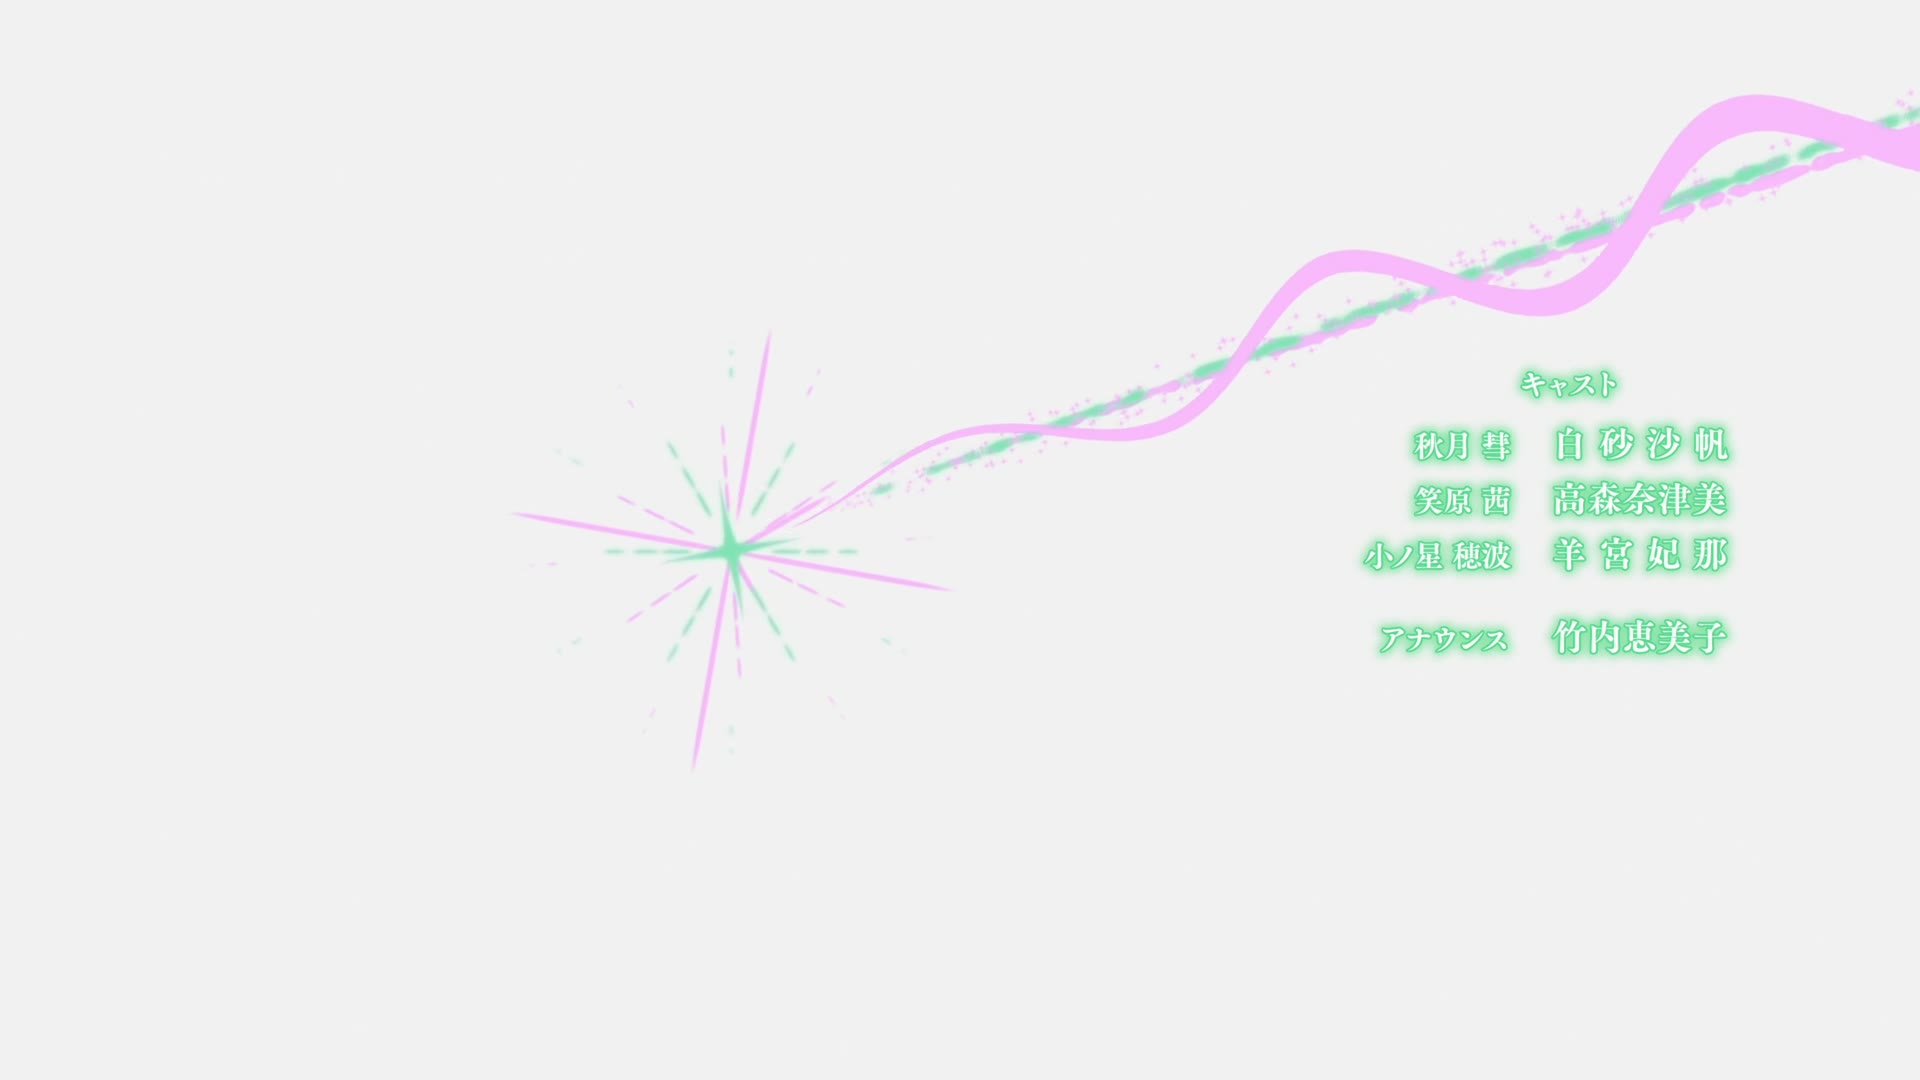 キャスト
秋月 彗　白砂沙帆
笑原 茜　高森奈津美
小ノ星 穂波　羊宮妃那
アナウンス　竹内恵美子